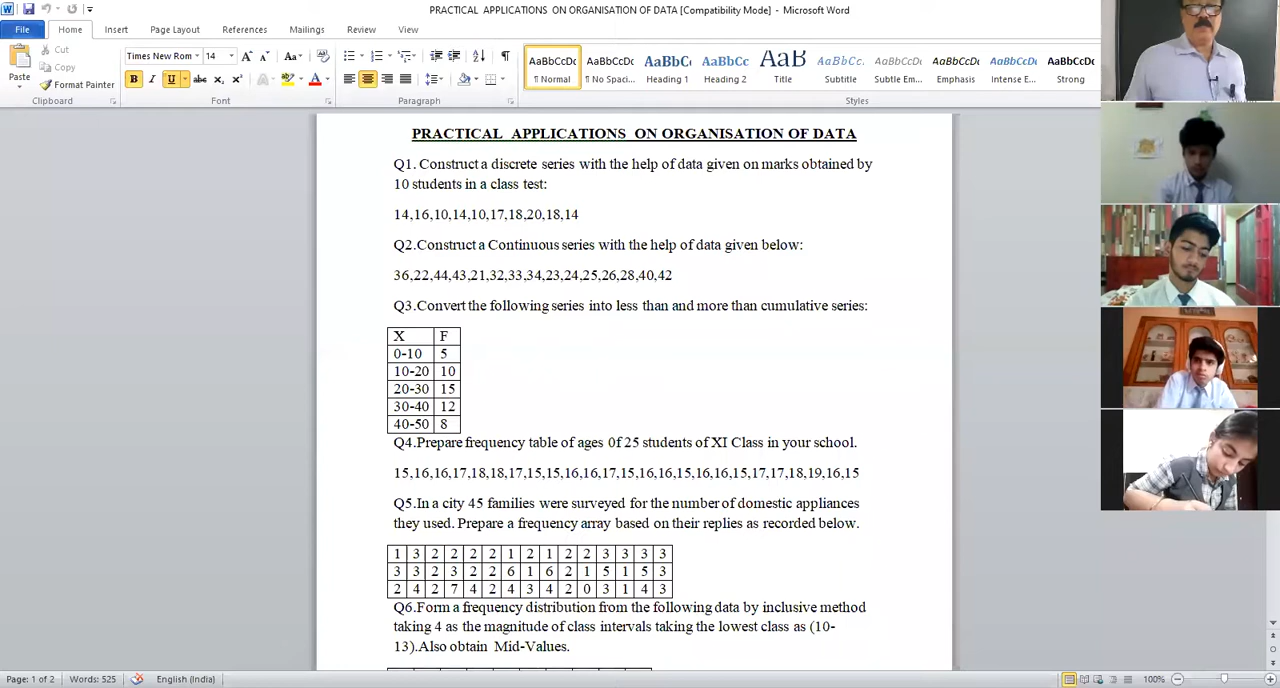 PRACTICAL APPLICATIONS ON ORGANISATION OF DATA [Compatibility Mode] - Microsoft Word
File Home Insert Page Layout References Mailings Review View
Cut
Copy
Format Painter
Paste
Times New Rom 14
AaBbCcDc AaBbCcDc AaBbC AaBbCc AaB AaBbCc. AaBbCcDc AaBbCcDc AaBbCcDc AaBbCcDc
¶ Normal ¶ No Spaci... Heading 1 Heading 2 Title Subtitle Subtle Em... Emphasis Intense E... Strong
Clipboard Font Paragraph Styles
PRACTICAL APPLICATIONS ON ORGANISATION OF DATA
Q1. Construct a discrete series with the help of data given on marks obtained by
10 students in a class test:
14,16,10,14,10,17,18,20,18,14
Q2.Construct a Continuous series with the help of data given below:
36,22,44,43,21,32,33,34,23,24,25,26,28,40,42
Q3.Convert the following series into less than and more than cumulative series:
X F
0-10 5
10-20 10
20-30 15
30-40 12
40-50 8
Q4.Prepare frequency table of ages 0f 25 students of XI Class in your school.
15,16,16,17,18,18,17,15,15,16,16,17,15,16,16,15,16,16,15,17,17,18,19,16,15
Q5.In a city 45 families were surveyed for the number of domestic appliances
they used. Prepare a frequency array based on their replies as recorded below.
1 3 2 2 2 2 1 2 1 2 2 3 3 3 3
3 3 2 3 2 2 6 1 6 2 1 5 1 5 3
2 4 2 7 4 2 4 3 4 2 0 3 1 4 3
Q6.Form a frequency distribution from the following data by inclusive method
taking 4 as the magnitude of class intervals taking the lowest class as (10-
13).Also obtain Mid-Values.
Page: 1 of 2 Words: 525 English (India) 100%